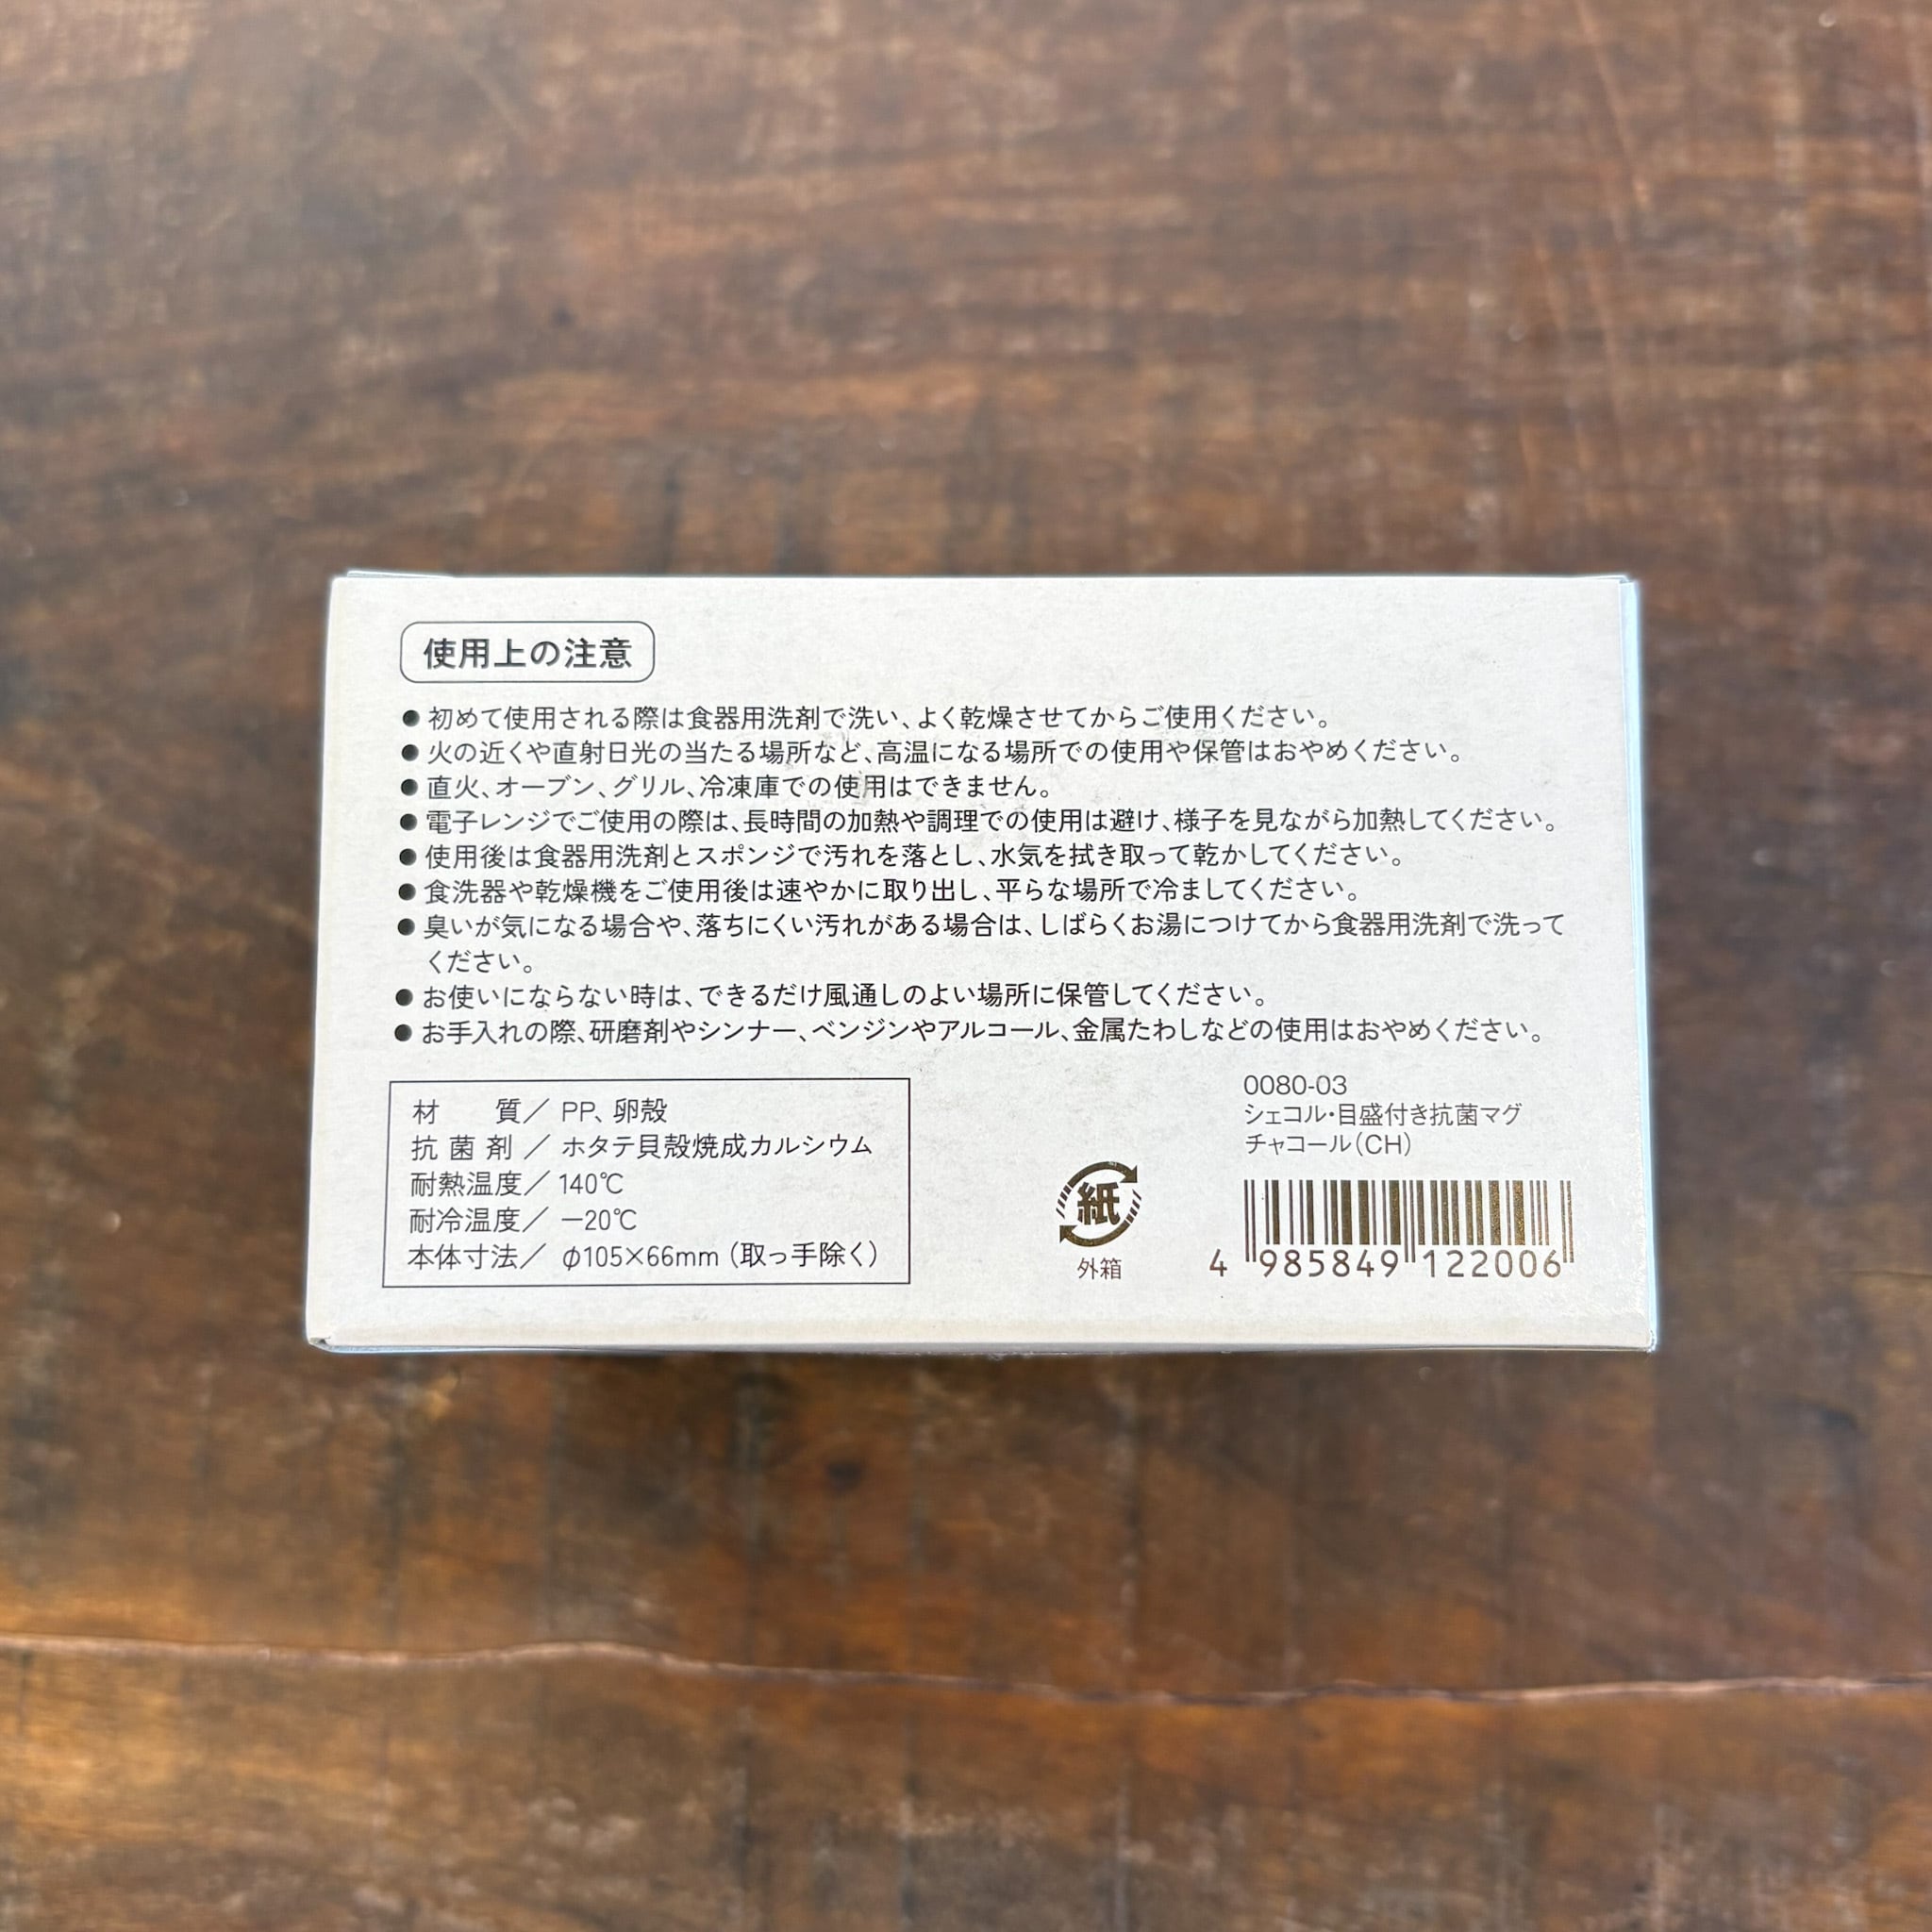 使用上の注意
●初めて使用される際は食器用洗剤で洗い、よく乾燥させてからご使用ください。
●火の近くや直射日光の当たる場所など、高温になる場所での使用や保管はおやめください。
●直火、オーブン、グリル、冷凍庫での使用はできません。
●電子レンジでご使用の際は、長時間の加熱や調理での使用は避け、様子を見ながら加熱してください。
●使用後は食器用洗剤とスポンジで汚れを落とし、水気を拭き取って乾かしてください。
●食洗器や乾燥機をご使用後は速やかに取り出し、平らな場所で冷ましてください。
●臭いが気になる場合や、落ちにくい汚れがある場合は、しばらくお湯につけてから食器用洗剤で洗って
ください。
●お使いにならない時は、できるだけ風通しのよい場所に保管してください。
●お手入れの際、研磨剤やシンナー、ベンジンやアルコール、金属たわしなどの使用はおやめください。
材　質／PP、卵殻
抗菌剤／ホタテ貝殻焼成カルシウム
耐熱温度／140℃
耐冷温度／－20℃
本体寸法／φ105×66mm（取っ手除く）
紙
外箱
0080-03
シェコル・目盛付き抗菌マグ
チャコール(CH)
4 985849 122006